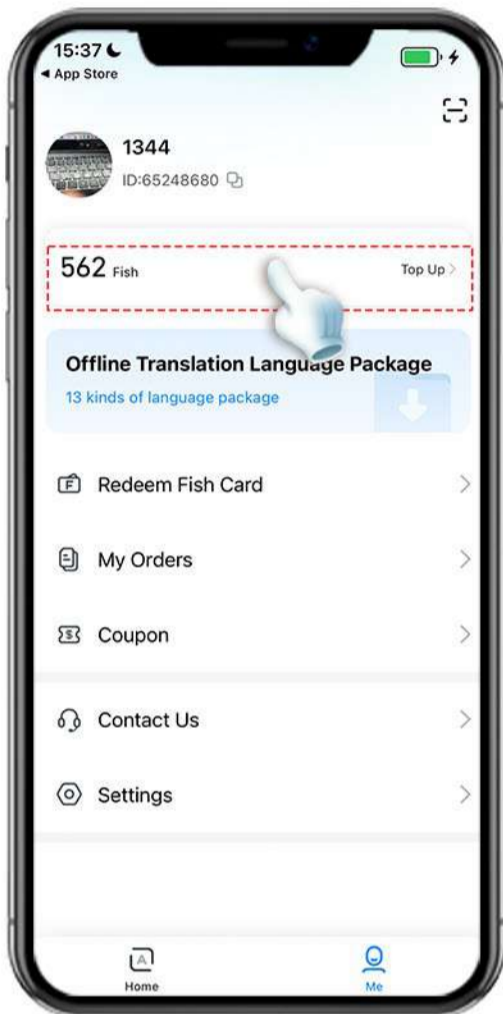 15:37
App Store
1344
ID:65248680
562 Fish
Top Up
Offline Translation Language Package
13 kinds of language package
Redeem Fish Card
My Orders
Coupon
Contact Us
Settings
Home
Me